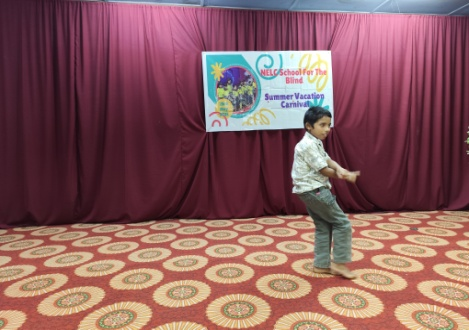 NELC School For The
Blind
Summer Vacation
Carnival